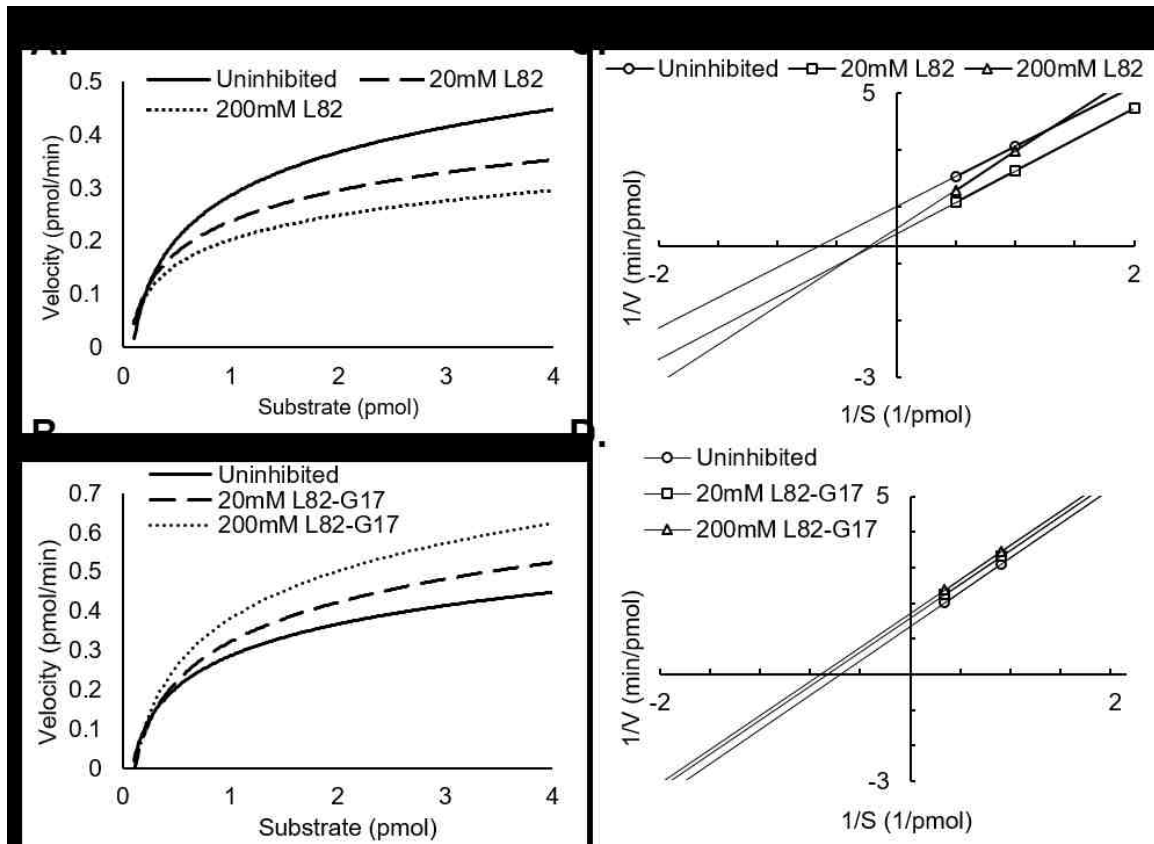 A.
Uninhibited
20mM L82
200mM L82
0.5
0.4
0.3
0.2
0.1
0
0
1
2
3
4
Velocity (pmol/min)
Substrate (pmol)
Uninhibited
20mM L82
200mM L82
5
-2
2
-3
1/V (min/pmol)
1/S (1/pmol)
B
Uninhibited
20mM L82-G17
200mM L82-G17
0.7
0.6
0.5
0.4
0.3
0.2
0.1
0
0
1
2
3
4
Velocity (pmol/min)
Substrate (pmol)
D.
Uninhibited
20mM L82-G17
200mM L82-G17
5
-2
2
-3
1/V (min/pmol)
1/S (1/pmol)